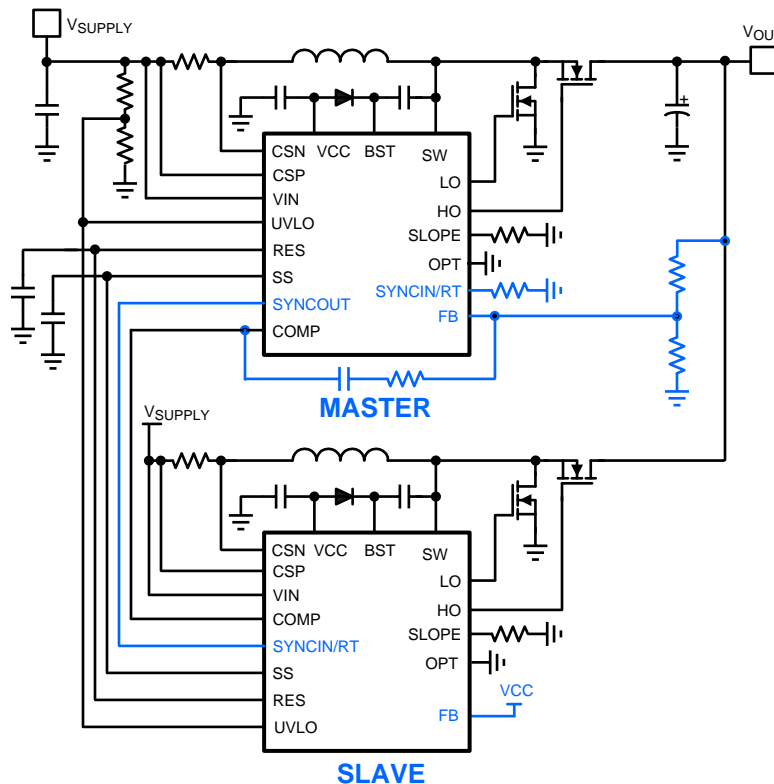 VSUPPLY
VOU
CSN
VCC
BST
SW
CSP
VIN
UVLO
RES
SS
SYNCOUT
COMP
LO
HO
SLOPE
OPT
SYNCIN/RT
FB
+
MASTER
VSUPPLY
CSN
VCC
BST
SW
CSP
VIN
COMP
SYNCIN/RT
SS
RES
UVLO
LO
HO
SLOPE
OPT
VCC
FB
SLAVE